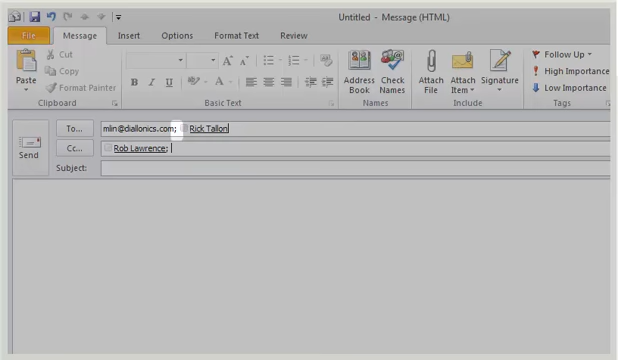 Untitled - Message (HTML)
File Message Insert Options Format Text Review
Cut
Copy
Format Painter
Paste
Clipboard
B I U
Basic Text
Address Book
Check Names
Names
Attach File
Attach Item
Signature
Include
Follow Up
High Importance
Low Importance
Tags
Send
To... mlin@diallonics.com; Rick Tallon
Cc... Rob Lawrence;
Subject: